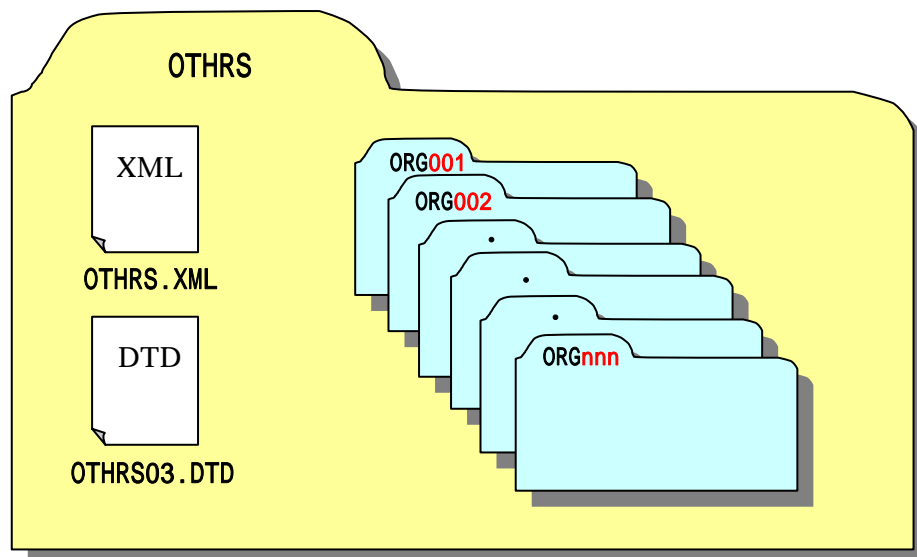 OTHRS
XML
OTHRS.XML
DTD
OTHRS03.DTD
ORG001
ORG002
•
•
•
ORGnnn